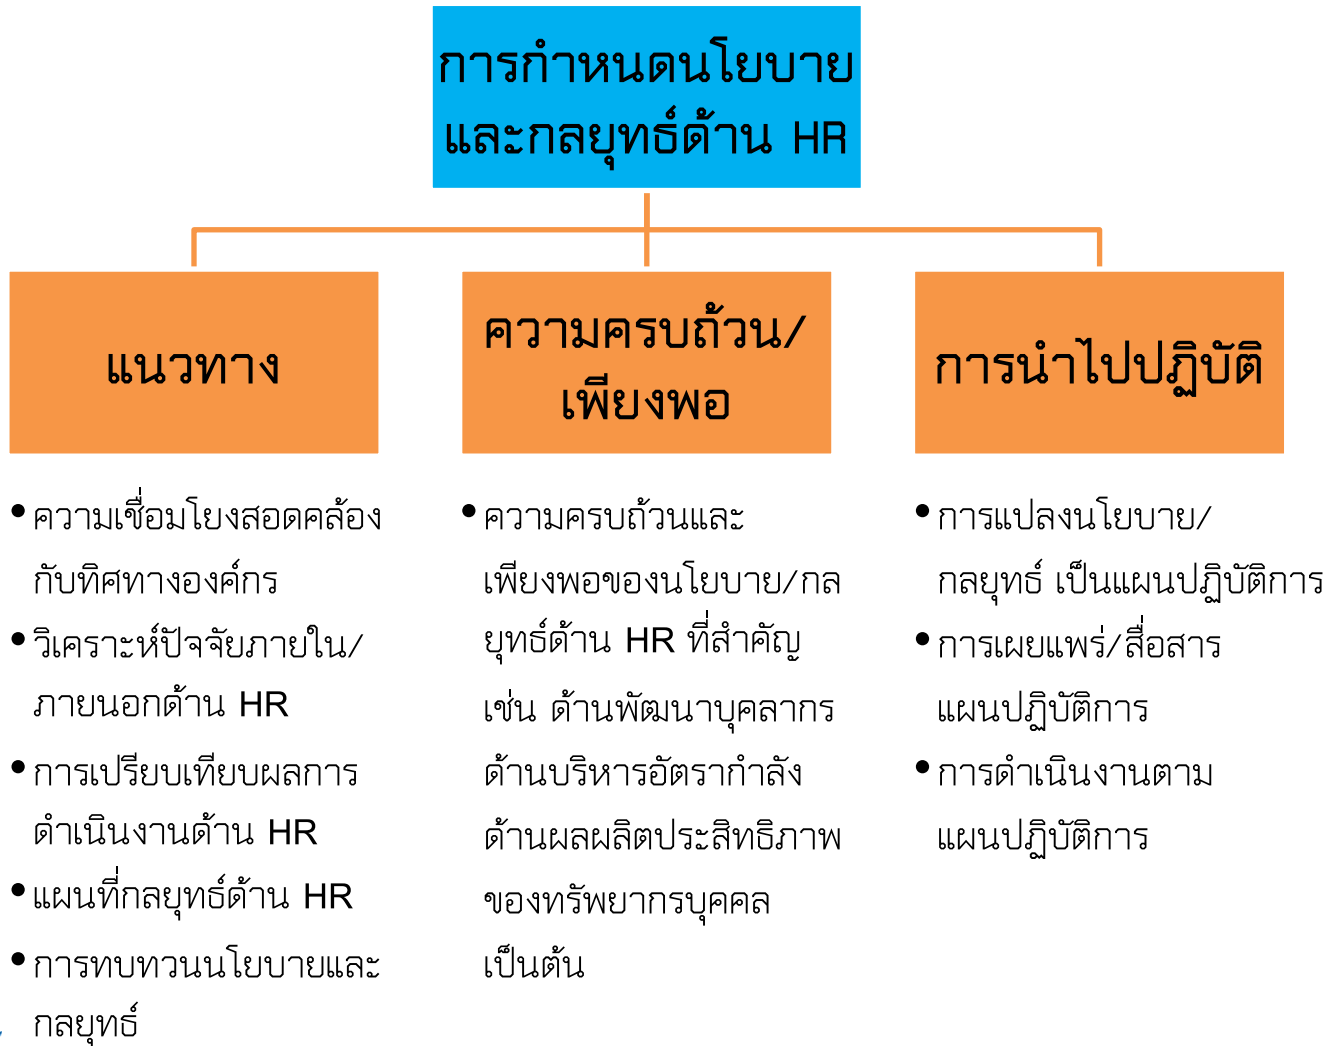 การกำหนดนโยบาย
และกลยุทธ์ด้าน HR
แนวทาง
ความครบถ้วน/
เพียงพอ
การนำไปปฏิบัติ
•ความเชื่อมโยงสอดคล้อง
กับทิศทางองค์กร
•วิเคราะห์ปัจจัยภายใน/
ภายนอกด้าน HR
•การเปรียบเทียบผลการ
ดำเนินงานด้าน HR
•แผนที่กลยุทธ์ด้าน HR
•การทบทวนนโยบายและ
กลยุทธ์
•ความครบถ้วนและ
เพียงพอของนโยบาย/กล
ยุทธ์ด้าน HR ที่สำคัญ
เช่น ด้านพัฒนาบุคลากร
ด้านบริหารอัตรากำลัง
ด้านผลผลิตประสิทธิภาพ
ของทรัพยากรบุคคล
เป็นต้น
•การแปลงนโยบาย/
กลยุทธ์ เป็นแผนปฏิบัติการ
•การเผยแพร่/สื่อสาร
แผนปฏิบัติการ
•การดำเนินงานตาม
แผนปฏิบัติการ